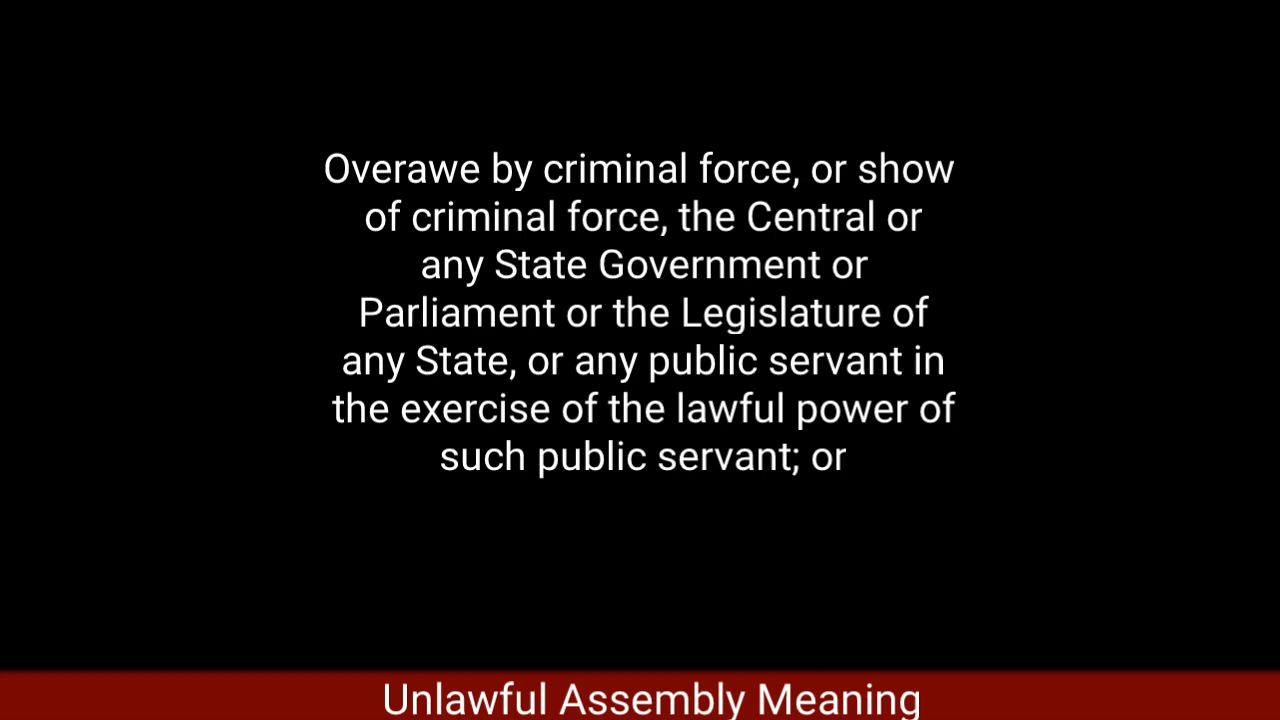 Overawe by criminal force, or show
of criminal force, the Central or
any State Government or
Parliament or the Legislature of
any State, or any public servant in
the exercise of the lawful power of
such public servant; or
Unlawful Assembly Meaning